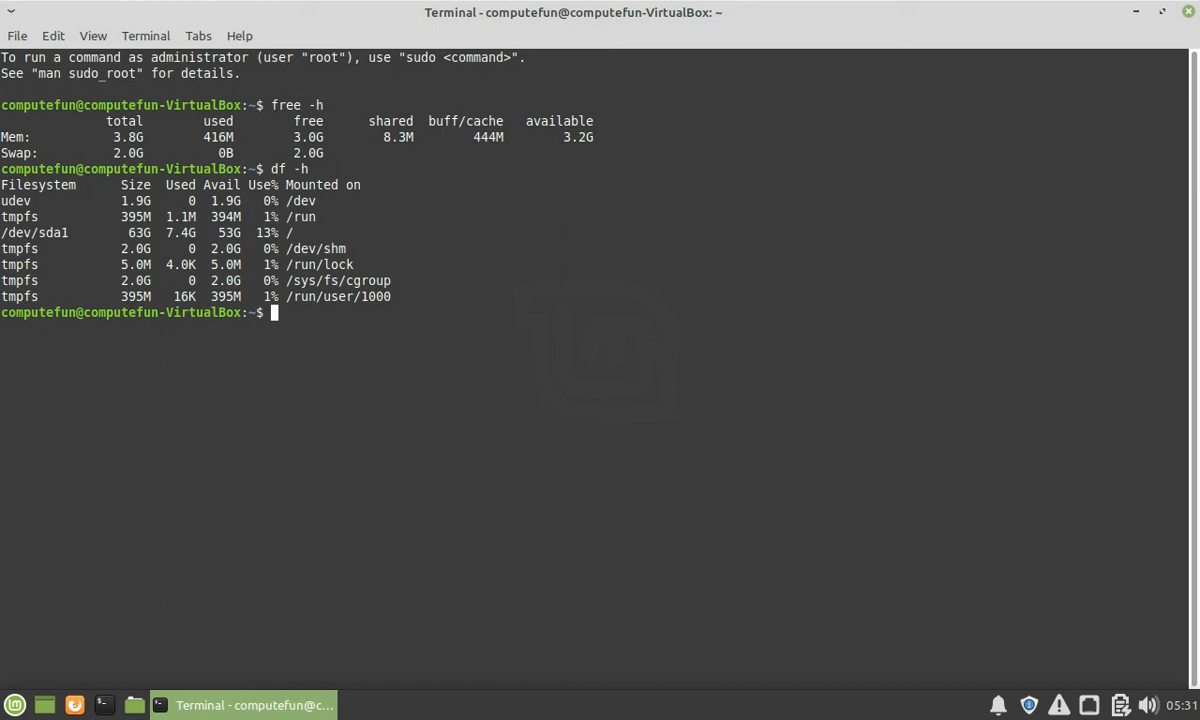 Terminal - computefun@computefun-VirtualBox: ~
File Edit View Terminal Tabs Help
To run a command as administrator (user "root"), use "sudo <command>".
See "man sudo_root" for details.
computefun@computefun-VirtualBox:~$ free -h
              total        used        free      shared  buff/cache   available
Mem:           3.8G        416M        3.0G        8.3M        444M        3.2G
Swap:          2.0G          0B        2.0G
computefun@computefun-VirtualBox:~$ df -h
Filesystem      Size  Used Avail Use% Mounted on
udev            1.9G     0  1.9G   0% /dev
tmpfs           395M  1.1M  394M   1% /run
/dev/sda1        63G  7.4G   53G  13% /
tmpfs           2.0G     0  2.0G   0% /dev/shm
tmpfs           5.0M  4.0K  5.0M   1% /run/lock
tmpfs           2.0G     0  2.0G   0% /sys/fs/cgroup
tmpfs           395M   16K  395M   1% /run/user/1000
computefun@computefun-VirtualBox:~$
Terminal - computefun@c... 05:31